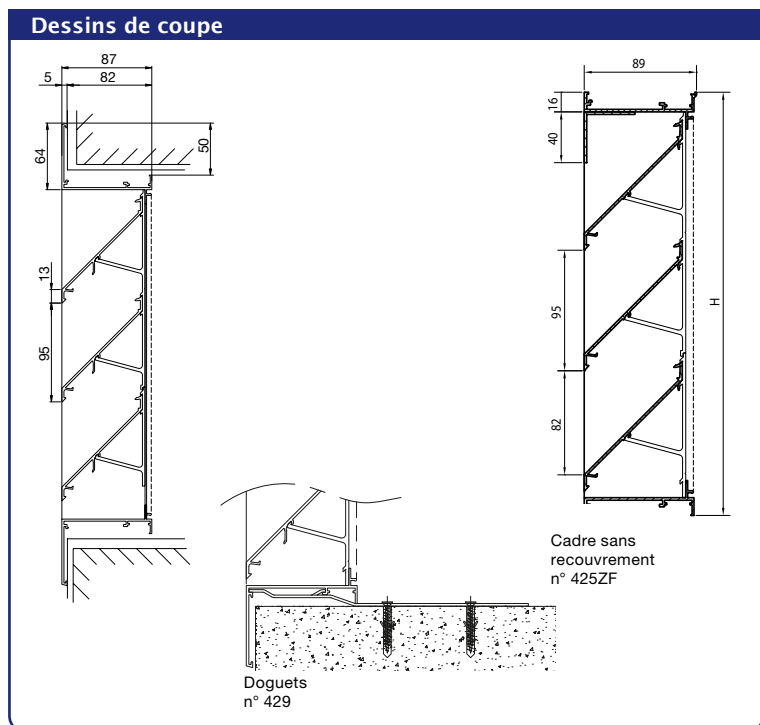 Dessins de coupe
87
5 82
64
50
13
95
89
16
40
95
82
H
Cadre sans
recouvrement
n° 425ZF
Doguets
n° 429